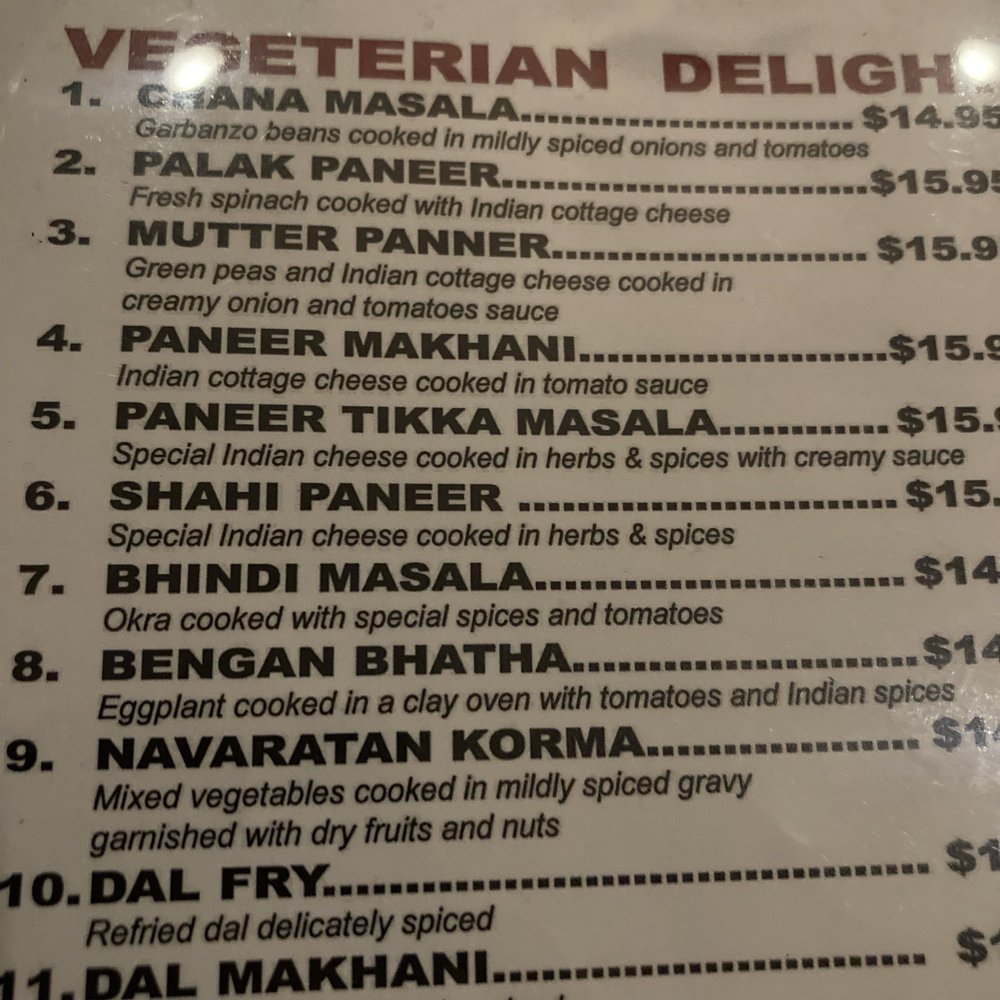 VEGETERIAN DELIGH
1. CHANA MASALA........................ $14.95
Garbanzo beans cooked in mildly spiced onions and tomatoes
2. PALAK PANEER..........................$15.95
Fresh spinach cooked with Indian cottage cheese
3. MUTTER PANNER....................... $15.9
Green peas and Indian cottage cheese cooked in
creamy onion and tomatoes sauce
4. PANEER MAKHANI......................$15.9
Indian cottage cheese cooked in tomato sauce
5. PANEER TIKKA MASALA............ $15.
Special Indian cheese cooked in herbs & spices with creamy sauce
6. SHAHI PANEER .......................... $15.
Special Indian cheese cooked in herbs & spices
7. BHINDI MASALA......................... $14
Okra cooked with special spices and tomatoes
8. BENGAN BHATHA.......................$14
Eggplant cooked in a clay oven with tomatoes and Indian spices
9. NAVARATAN KORMA.................. $14
Mixed vegetables cooked in mildly spiced gravy
garnished with dry fruits and nuts
10. DAL FRY..................................... $1
Refried dal delicately spiced
11. DAL MAKHANI........................... $1